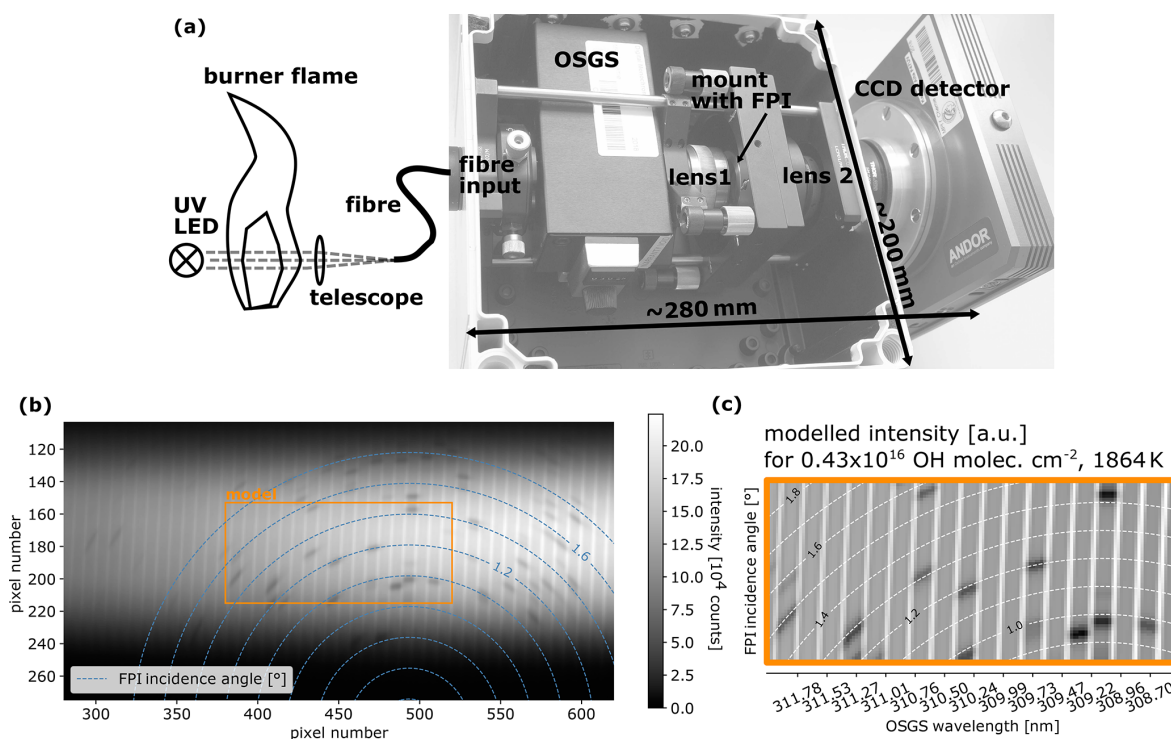 (a)
burner flame
UV
LED
telescope
fibre
fibre
input
OSGS
mount
with FPI
lens1
lens 2
CCD detector
ANDOR
~200 mm
~280 mm
(b)
model
1.6
1.2
120
140
160
180
200
220
240
260
pixel number
FPI incidence angle [°]
300 350 400 450 500 550 600
pixel number
20.0
17.5
15.0
12.5
10.0
7.5
5.0
2.5
0.0
intensity [10⁴ counts]
(c)
modelled intensity [a.u.]
for 0.43x10¹⁶ OH molec. cm⁻², 1864 K
FPI incidence angle [°]
1.8
1.6
1.4
1.2
1.0
311.78 311.53 311.27 311.01 310.76 310.50 310.24 309.99 309.73 309.47 309.22 308.96 308.70
OSGS wavelength [nm]